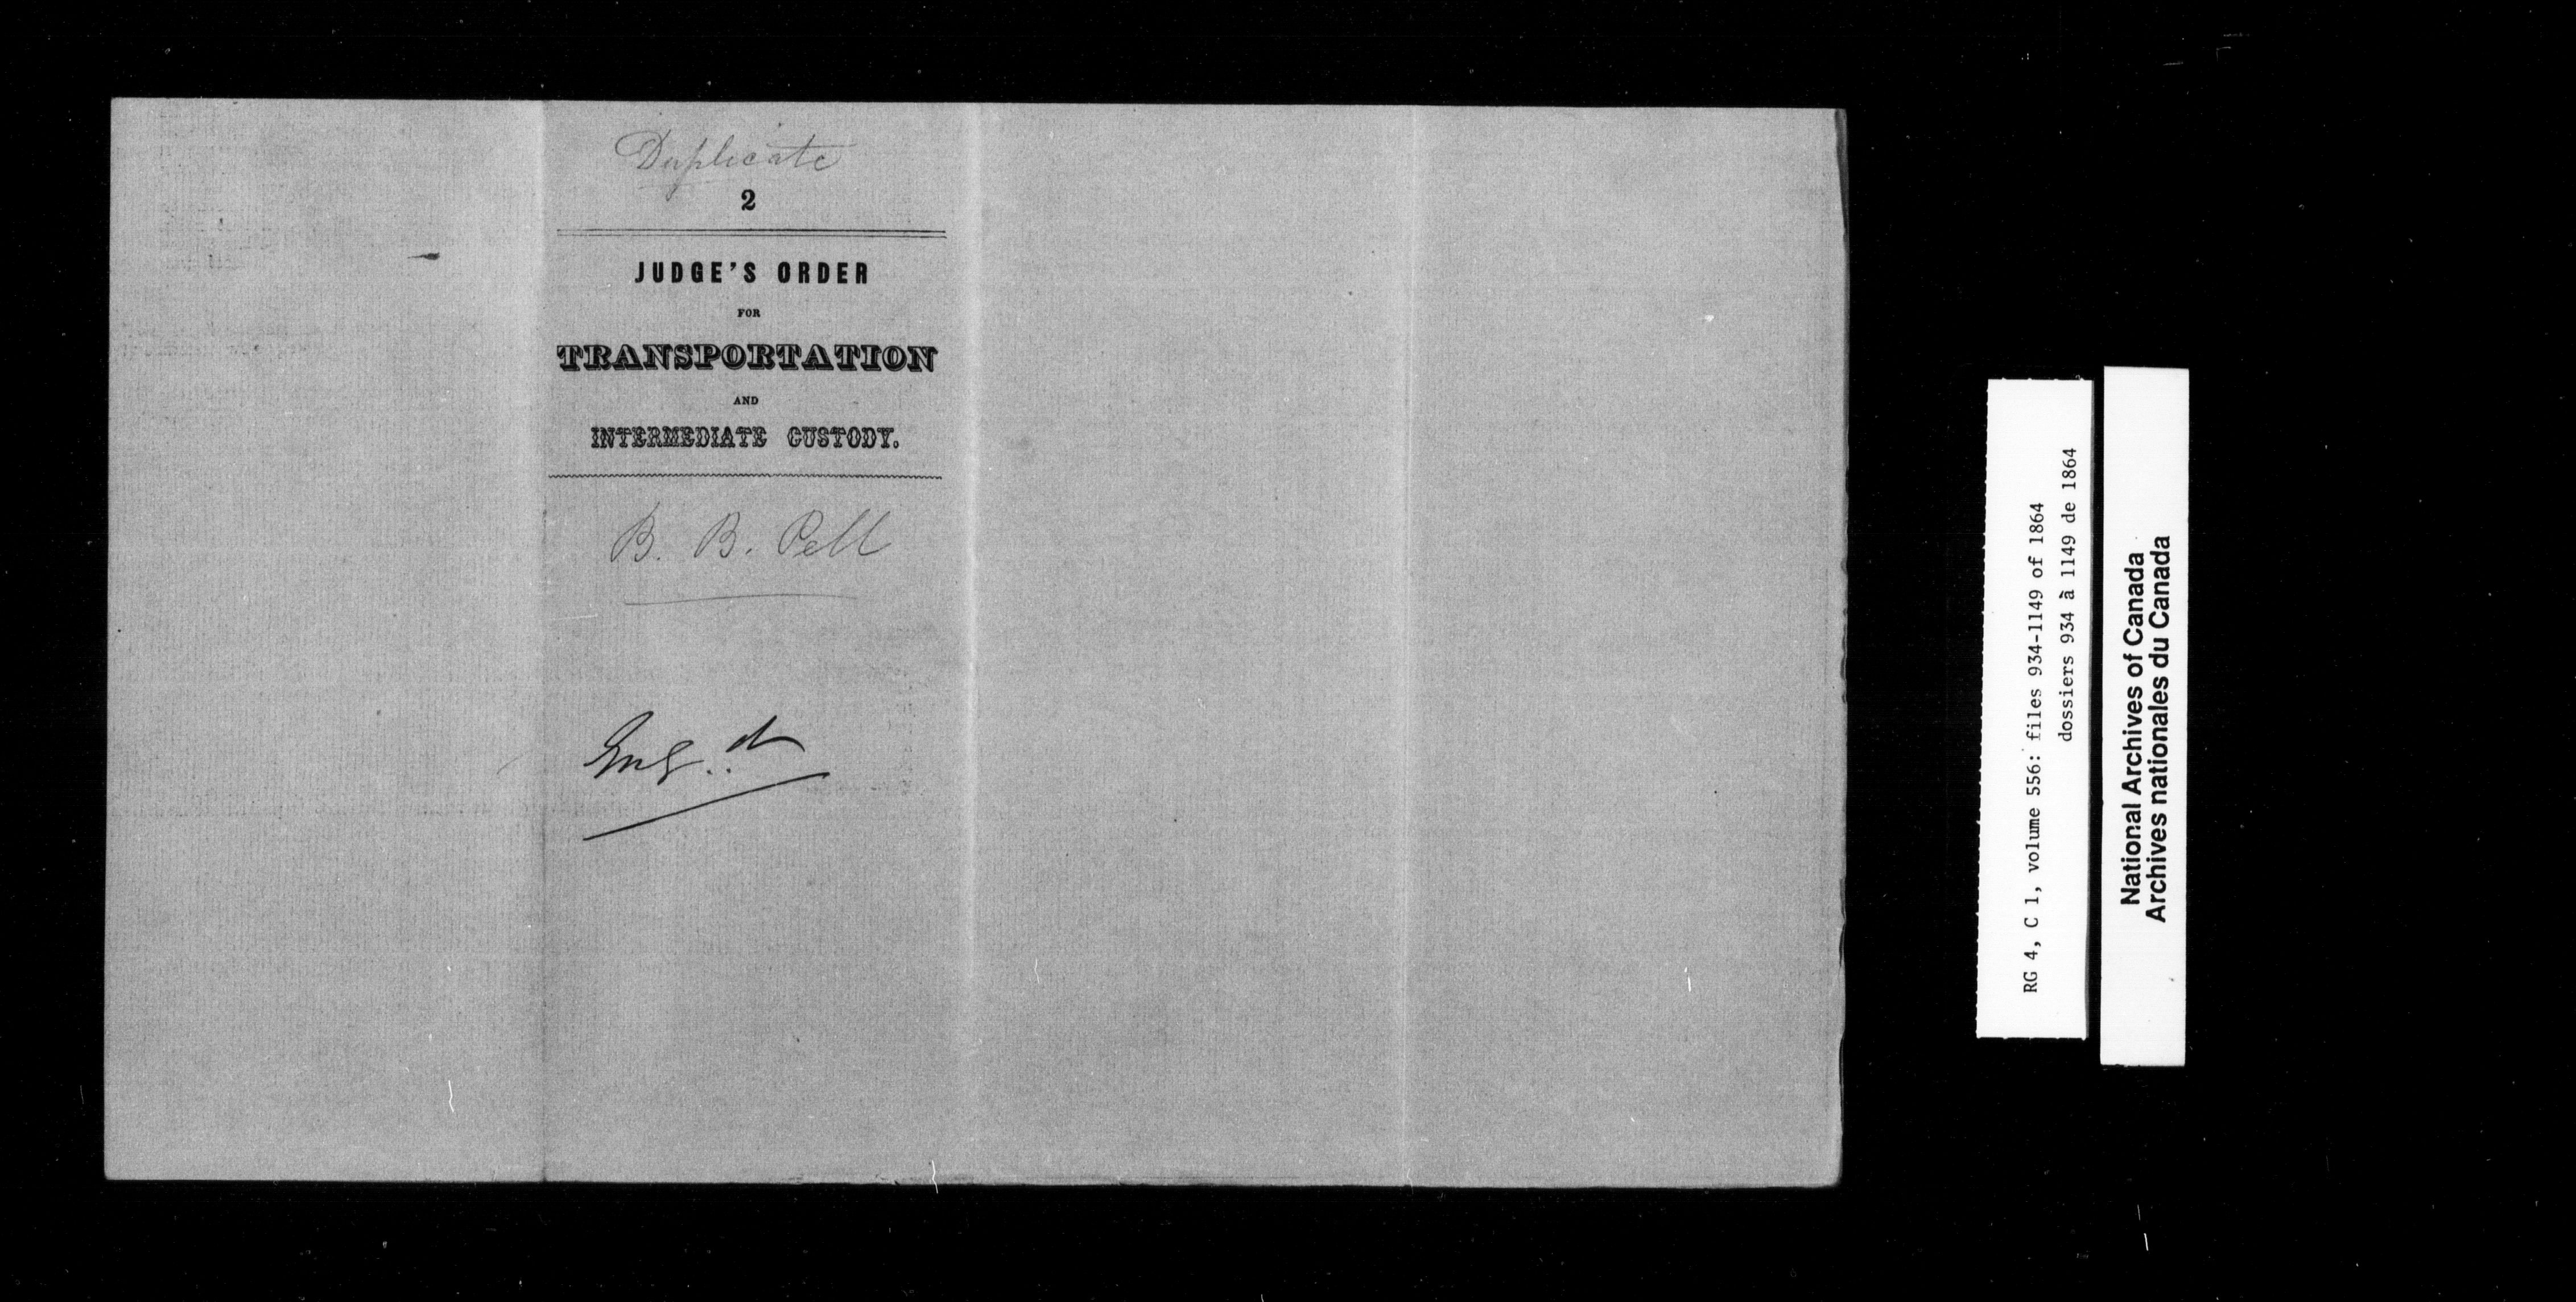 Duplicate
2
JUDGE'S ORDER
FOR
TRANSPORTATION
AND
INTERMEDIATE CUSTODY.
B. B. Pell
RG 4, C 1, volume 556: files 934-1149 of 1864
dossiers 934 à 1149 de 1864
National Archives of Canada
Archives nationales du Canada